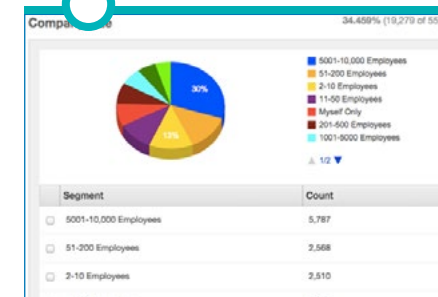 Compa
34.459% (19,279 of 55
5001-10,000 Employees
51-200 Employees
2-10 Employees
11-50 Employees
Myself Only
201-500 Employees
1001-5000 Employees
1/2
30%
13%
Segment Count
5001-10,000 Employees 5,787
51-200 Employees 2,568
2-10 Employees 2,510